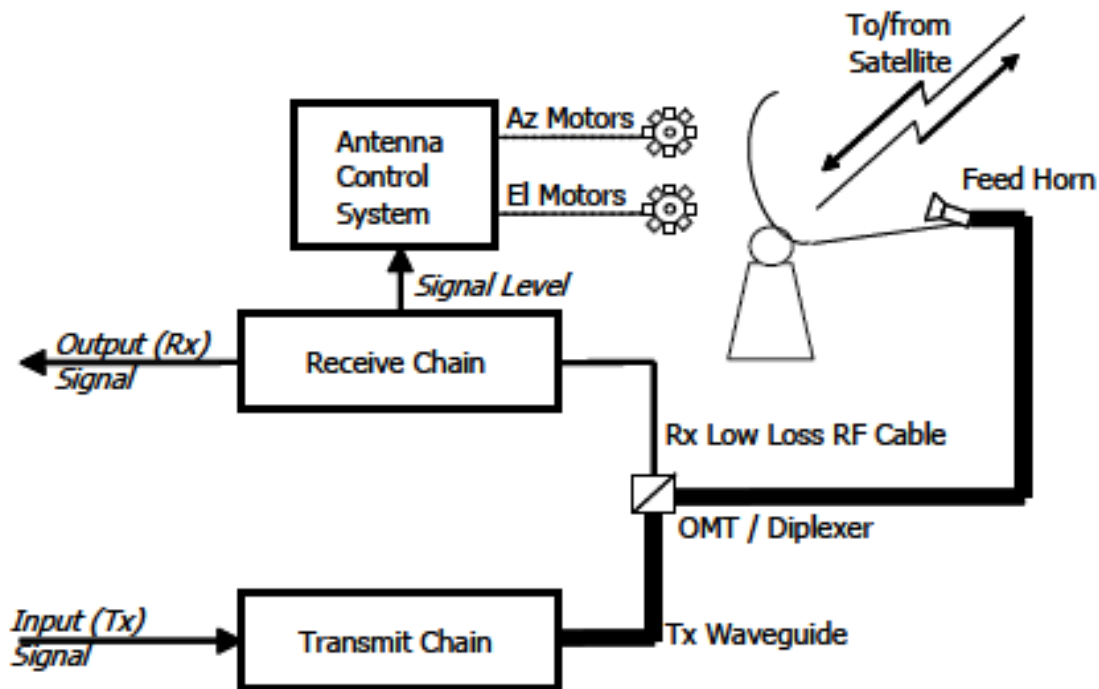 To/from
Satellite
Az Motors
Antenna
Control
System
El Motors
Feed Horn
Signal Level
Output (Rx)
Signal
Receive Chain
Rx Low Loss RF Cable
OMT / Diplexer
Input (Tx)
Signal
Transmit Chain
Tx Waveguide